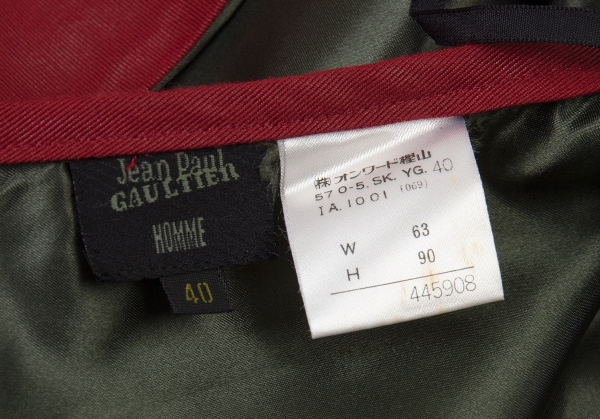 Jean Paul
GAULTIER
HOMME
40
㈱オンワード樫山
570-5. SK. YG. 40
IA. 1001 (069)
W 63
H 90
445908